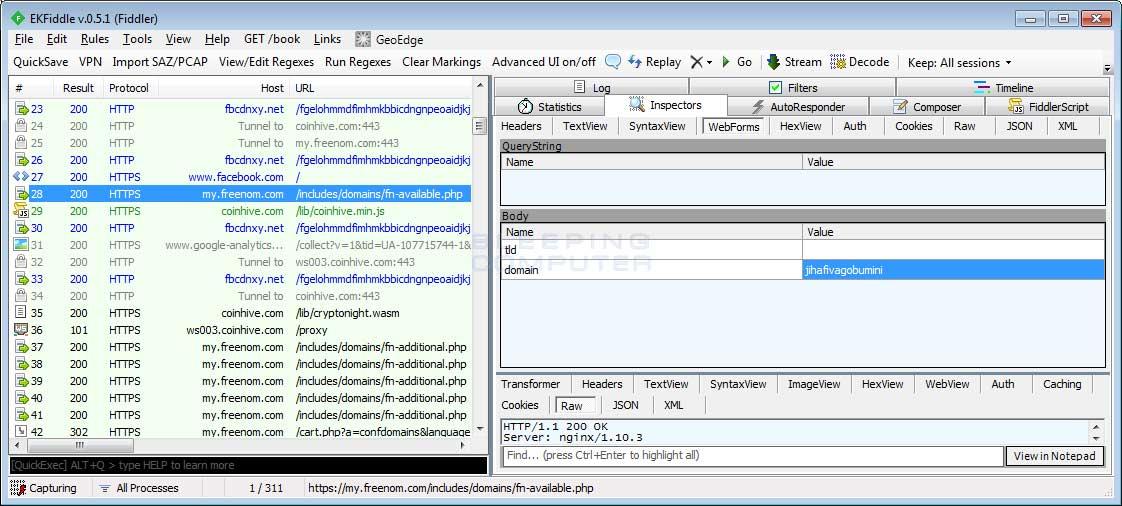 EKFiddle v.0.5.1 (Fiddler)
File Edit Rules Tools View Help GET /book Links GeoEdge
QuickSave VPN Import SAZ/PCAP View/Edit Regexes Run Regexes Clear Markings Advanced UI on/off Replay Go Stream Decode Keep: All sessions
# Result Protocol Host URL
23 200 HTTP fbcdnxy.net /fgelohmmdfimhmkbbicdngnpeoaidjkj
24 200 HTTP Tunnel to coinhive.com:443
25 200 HTTP Tunnel to my.freenom.com:443
26 200 HTTP fbcdnxy.net /fgelohmmdfimhmkbbicdngnpeoaidjkj
27 200 HTTPS www.facebook.com /
28 200 HTTPS my.freenom.com /includes/domains/fn-available.php
29 200 HTTPS coinhive.com /lib/coinhive.min.js
30 200 HTTP fbcdnxy.net /fgelohmmdfimhmkbbicdngnpeoaidjkj
31 200 HTTPS www.google-analytics... /collect?v=1&tid=UA-107715744-1&
32 200 HTTP Tunnel to ws003.coinhive.com:443
33 200 HTTP fbcdnxy.net /fgelohmmdfimhmkbbicdngnpeoaidjkj
34 200 HTTP Tunnel to coinhive.com:443
35 200 HTTPS coinhive.com /lib/cryptonight.wasm
36 101 HTTPS ws003.coinhive.com /proxy
37 200 HTTPS my.freenom.com /includes/domains/fn-additional.php
38 200 HTTPS my.freenom.com /includes/domains/fn-additional.php
39 200 HTTPS my.freenom.com /includes/domains/fn-additional.php
40 200 HTTPS my.freenom.com /includes/domains/fn-additional.php
41 200 HTTPS my.freenom.com /includes/domains/fn-additional.php
42 302 HTTPS my.freenom.com /cart.php?a=confdomains&language
[QuickExec] ALT+Q > type HELP to learn more
Log Filters Timeline
Statistics Inspectors AutoResponder Composer FiddlerScript
Headers TextView SyntaxView WebForms HexView Auth Cookies Raw JSON XML
QueryString
Name Value
Body
Name Value
tld
domain jihafivagobumini
BLEEPING
COMPUTER
Transformer Headers TextView SyntaxView ImageView HexView WebView Auth Caching
Cookies Raw JSON XML
HTTP/1.1 200 OK
Server: nginx/1.10.3
Find... (press Ctrl+Enter to highlight all) View in Notepad
Capturing All Processes 1 / 311 https://my.freenom.com/includes/domains/fn-available.php